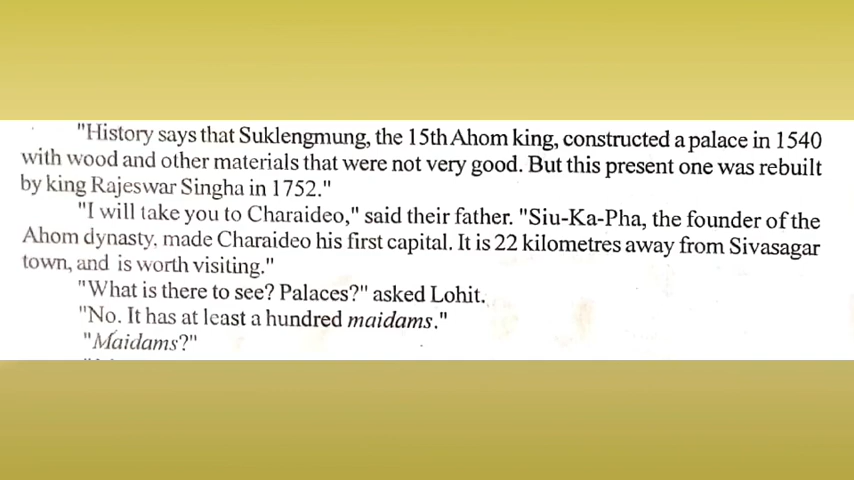 "History says that Suklengmung, the 15th Ahom king, constructed a palace in 1540
with wood and other materials that were not very good. But this present one was rebuilt
by king Rajeswar Singha in 1752."
"I will take you to Charaideo," said their father. "Siu-Ka-Pha, the founder of the
Ahom dynasty, made Charaideo his first capital. It is 22 kilometres away from Sivasagar
town, and is worth visiting."
"What is there to see? Palaces?" asked Lohit.
"No. It has at least a hundred maidams."
"Maidams?"